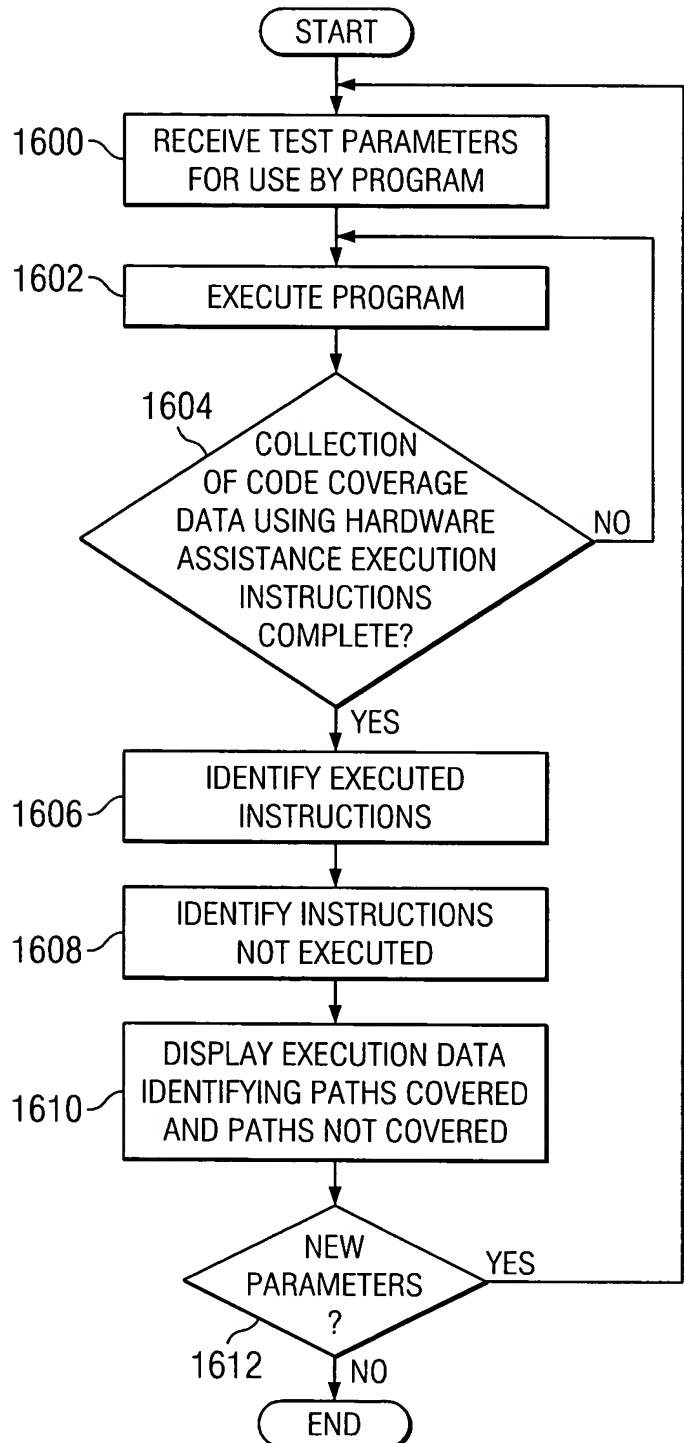 START
1600
RECEIVE TEST PARAMETERS
FOR USE BY PROGRAM
1602
EXECUTE PROGRAM
1604
COLLECTION
OF CODE COVERAGE
DATA USING HARDWARE
ASSISTANCE EXECUTION
INSTRUCTIONS
COMPLETE?
NO
YES
1606
IDENTIFY EXECUTED
INSTRUCTIONS
1608
IDENTIFY INSTRUCTIONS
NOT EXECUTED
1610
DISPLAY EXECUTION DATA
IDENTIFYING PATHS COVERED
AND PATHS NOT COVERED
NEW
PARAMETERS
?
YES
1612
NO
END